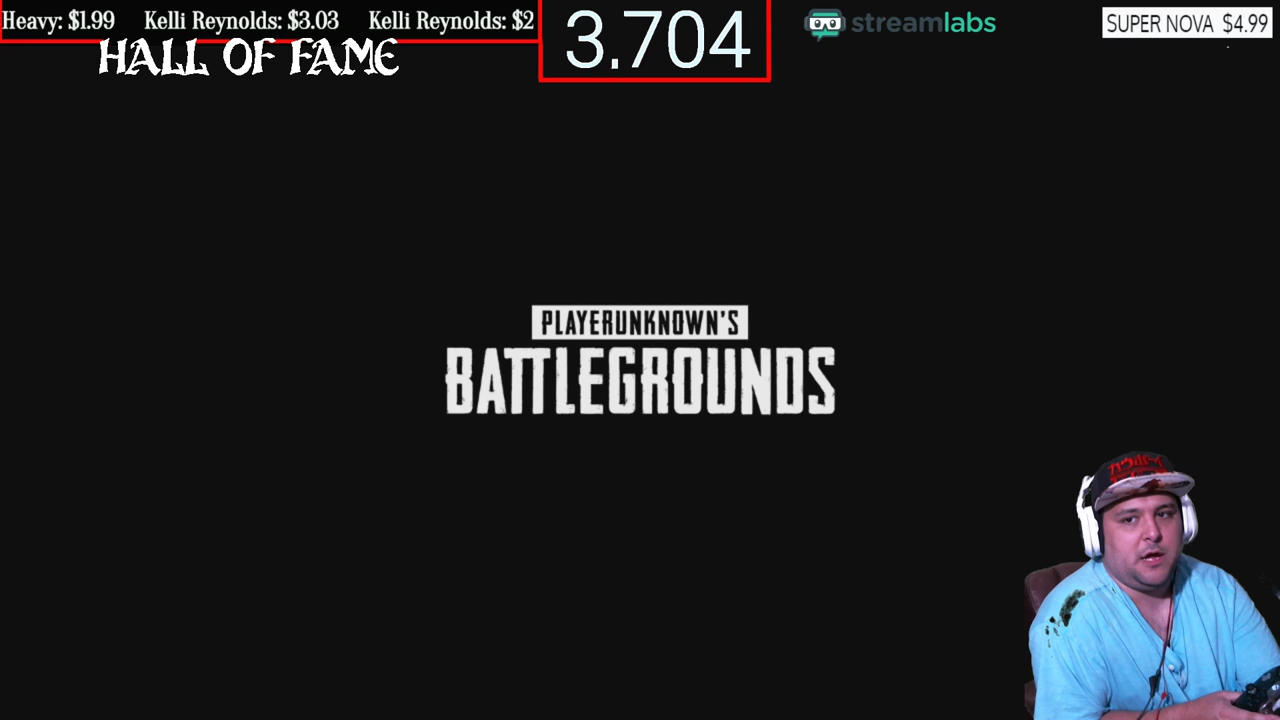 Heavy: $1.99 Kelli Reynolds: $3.03 Kelli Reynolds: $2
HALL OF FAME
3.704
streamlabs
SUPER NOVA $4.99
PLAYERUNKNOWN'S
BATTLEGROUNDS